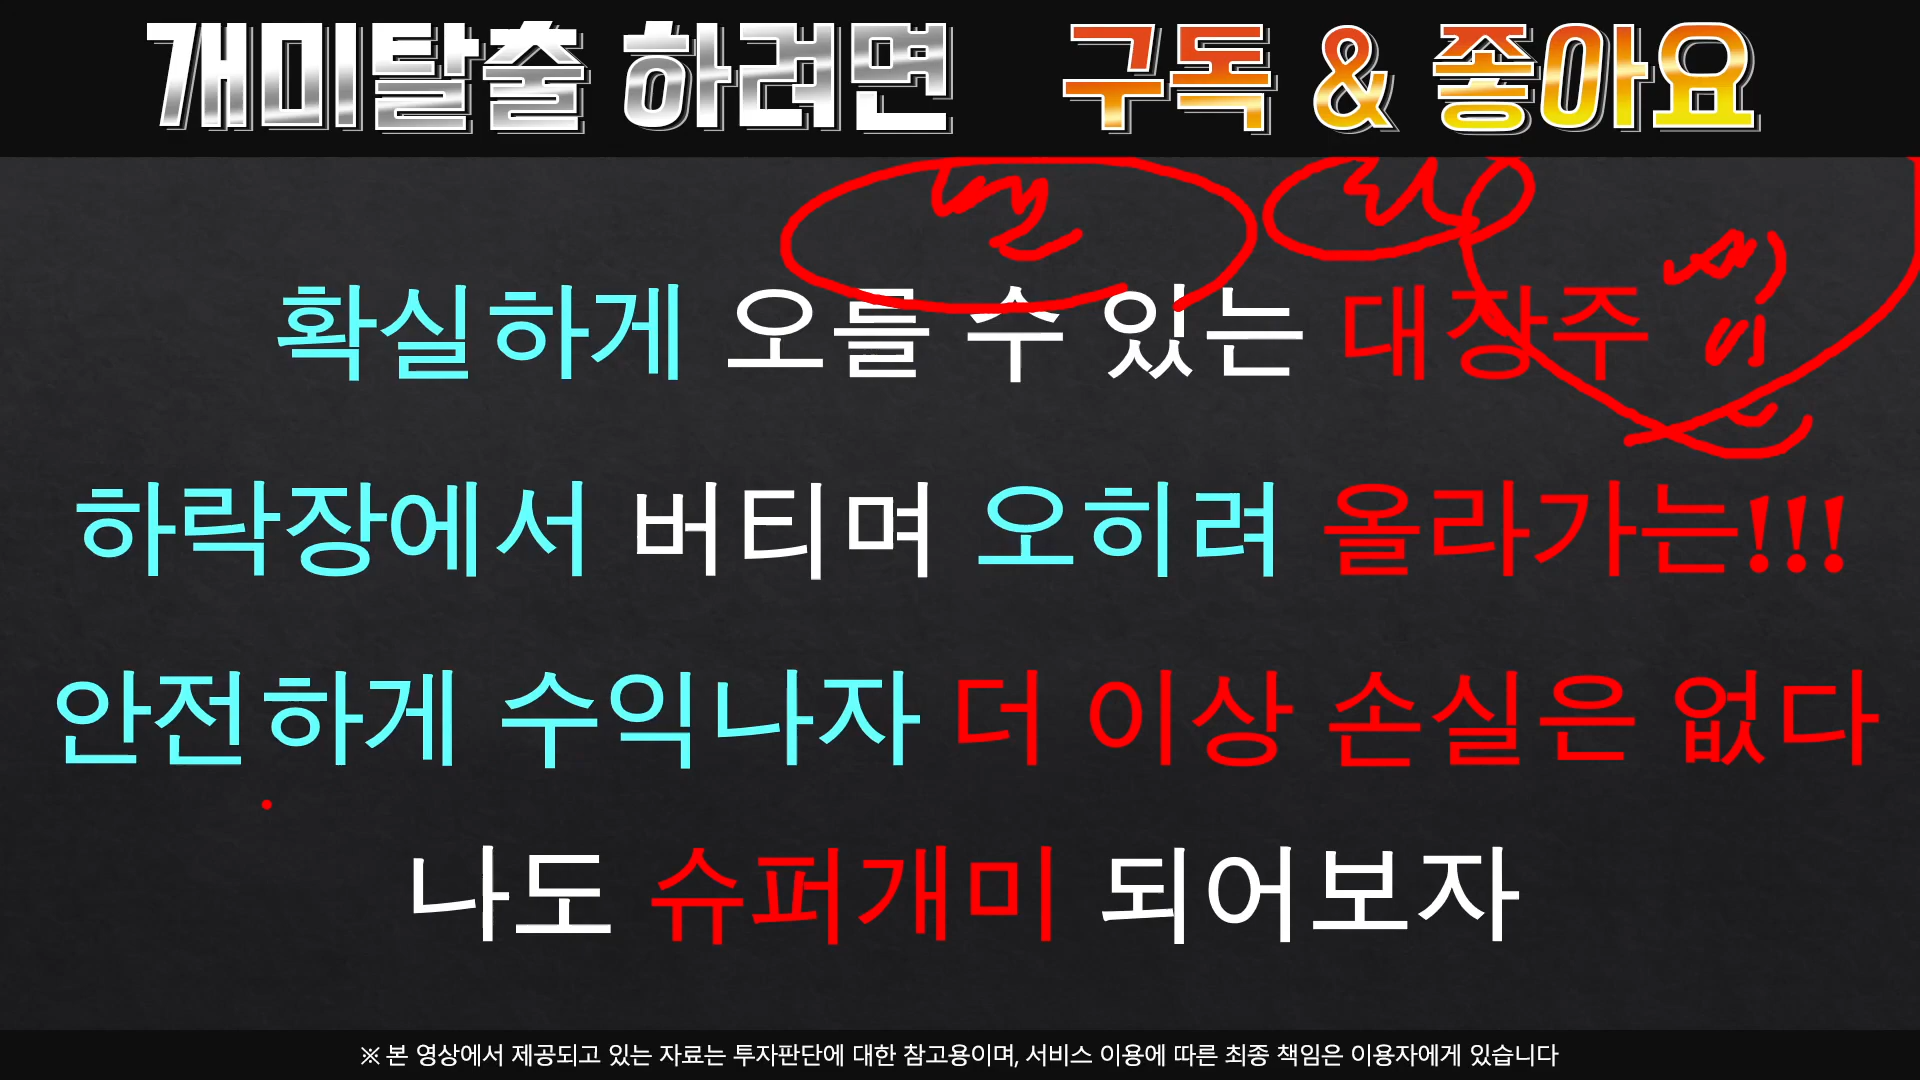 개미탈출 하려면 구독 & 좋아요
확실하게 오를 수 있는 대장주
하락장에서 버티며 오히려 올라가는!!!
안전하게 수익나자 더 이상 손실은 없다
나도 슈퍼개미 되어보자
※ 본 영상에서 제공되고 있는 자료는 투자판단에 대한 참고용이며, 서비스 이용에 따른 최종 책임은 이용자에게 있습니다